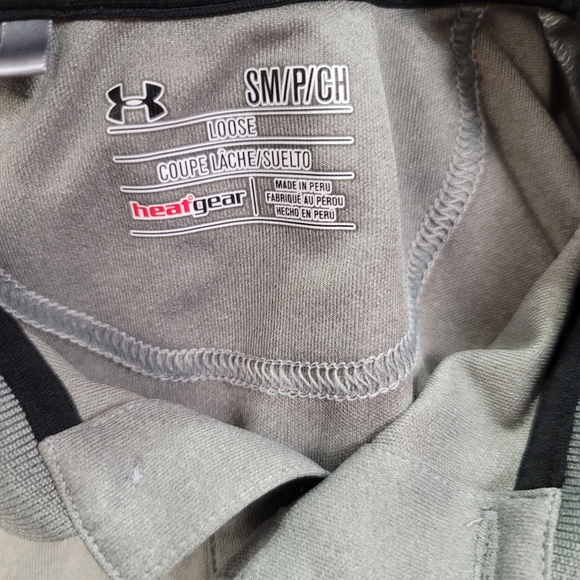 SM/P/CH
LOOSE
COUPE LÂCHE/SUELTO
heatgear
MADE IN PERU
FABRIQUÉ AU PÉROU
HECHO EN PERÚ